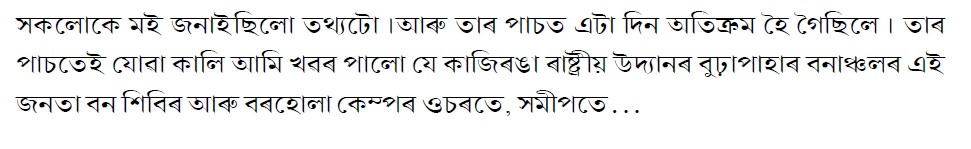 সকলোকে মই জনাইছিলো তথ্যটো ।আৰু তাৰ পাচত এটা দিন অতিক্ৰম হৈ গৈছিলে । তাৰ
পাচতেই যোৱা কালি আমি খবৰ পালো যে কাজিৰঙা ৰাষ্ট্ৰীয় উদ্যানৰ বুঢ়াপাহাৰ বনাঞ্চলৰ এই
জনতা বন শিবিৰ আৰু বৰহোলা কেম্পৰ ওচৰতে, সমীপতে...